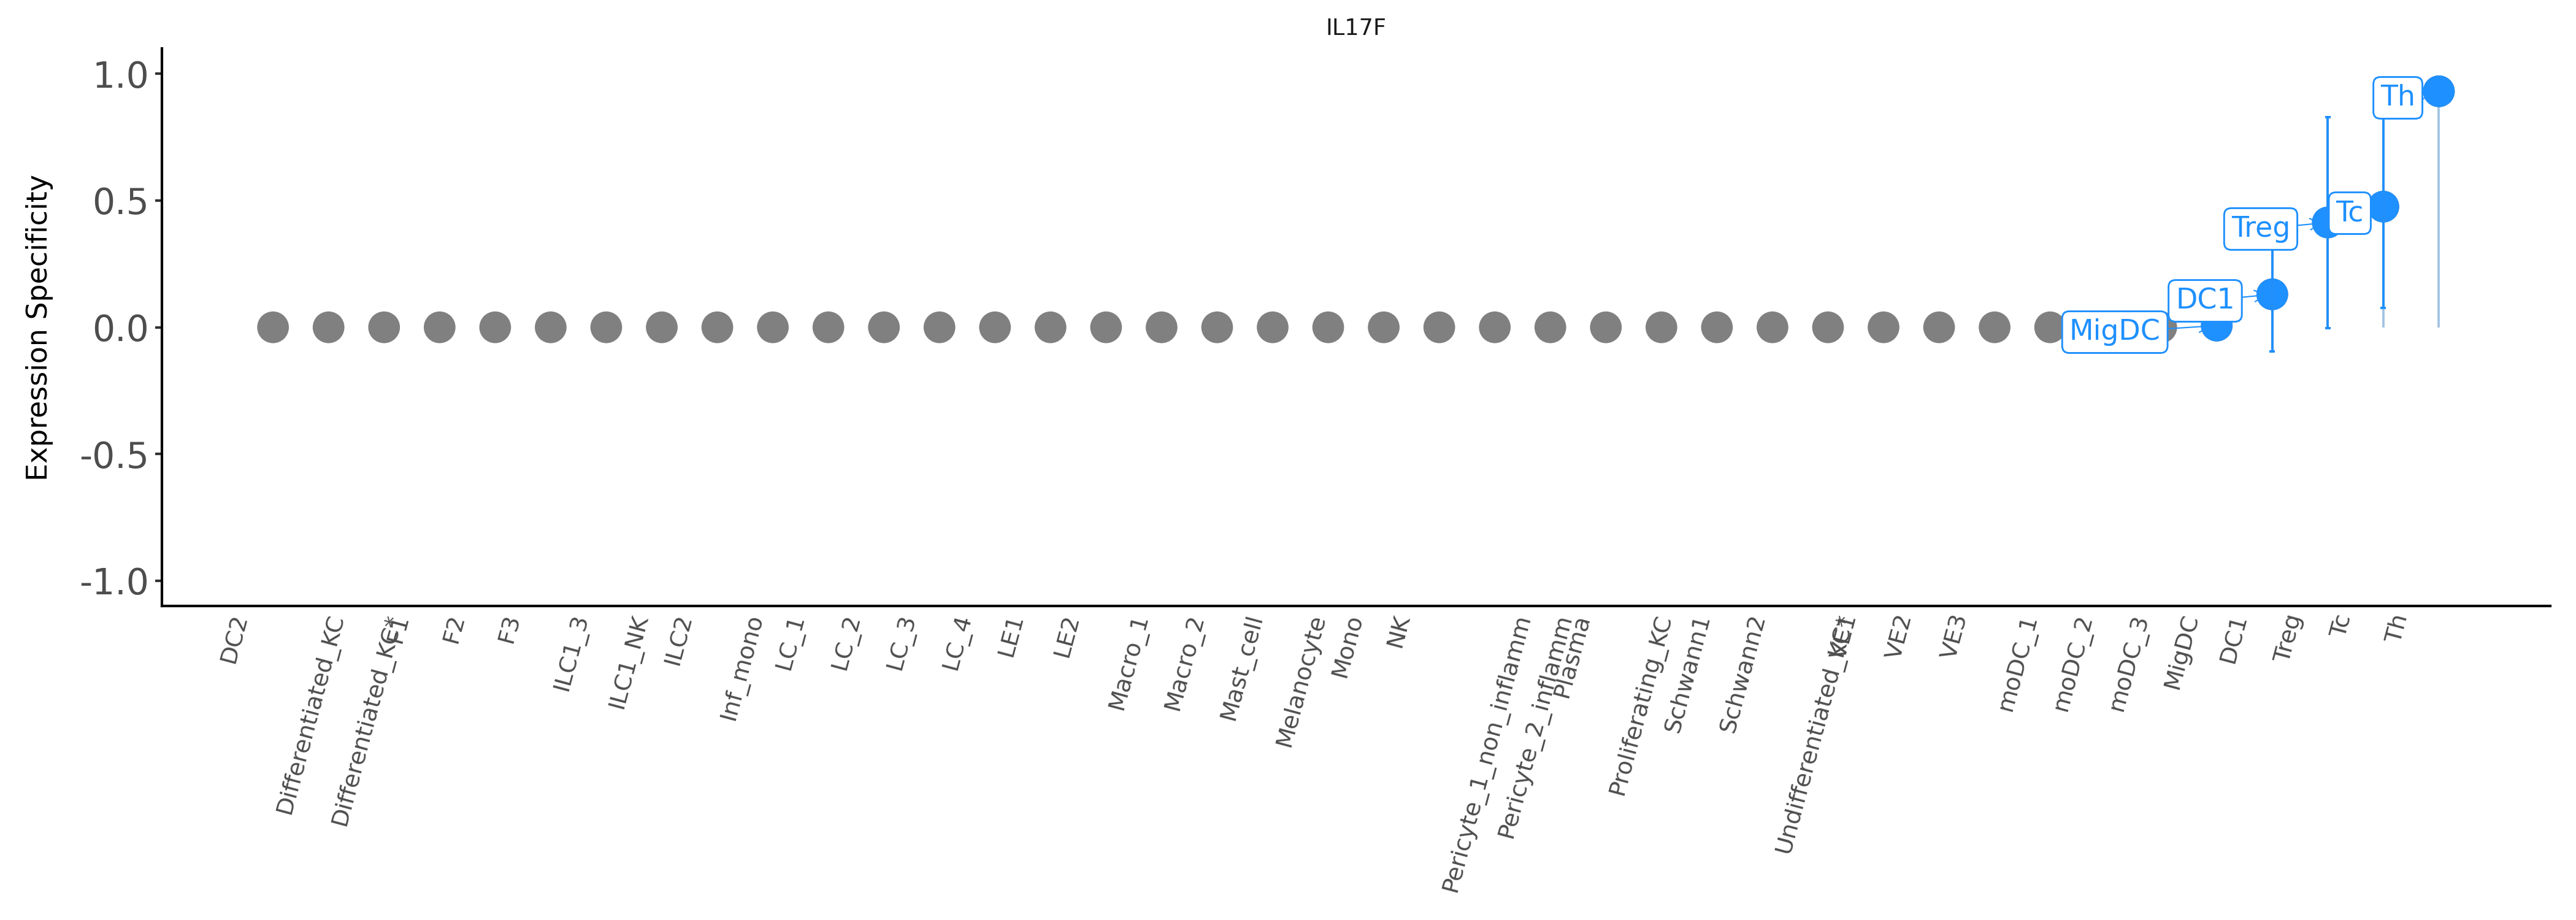 IL17F
Expression Specificity
1.0
0.5
0.0
-0.5
-1.0
Th
Tc
Treg
DC1
MigDC
DC2
Differentiated_KC
Differentiated_KC*
F1
F2
F3
ILC1_3
ILC1_NK
ILC2
Inf_mono
LC_1
LC_2
LC_3
LC_4
LE1
LE2
Macro_1
Macro_2
Mast_cell
Melanocyte
Mono
NK
Pericyte_1_non_inflamm
Pericyte_2_inflamm
Plasma
Proliferating_KC
Schwann1
Schwann2
Undifferentiated_KC*
VE1
VE2
VE3
moDC_1
moDC_2
moDC_3
MigDC
DC1
Treg
Tc
Th